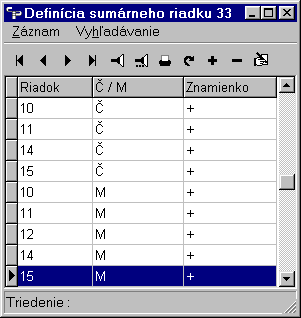 Definícia sumárneho riadku 33
Záznam Vyhľadávanie
Riadok Č / M Znamienko
10 Č +
11 Č +
14 Č +
15 Č +
10 M +
11 M +
12 M +
14 M +
15 M +
Triedenie :